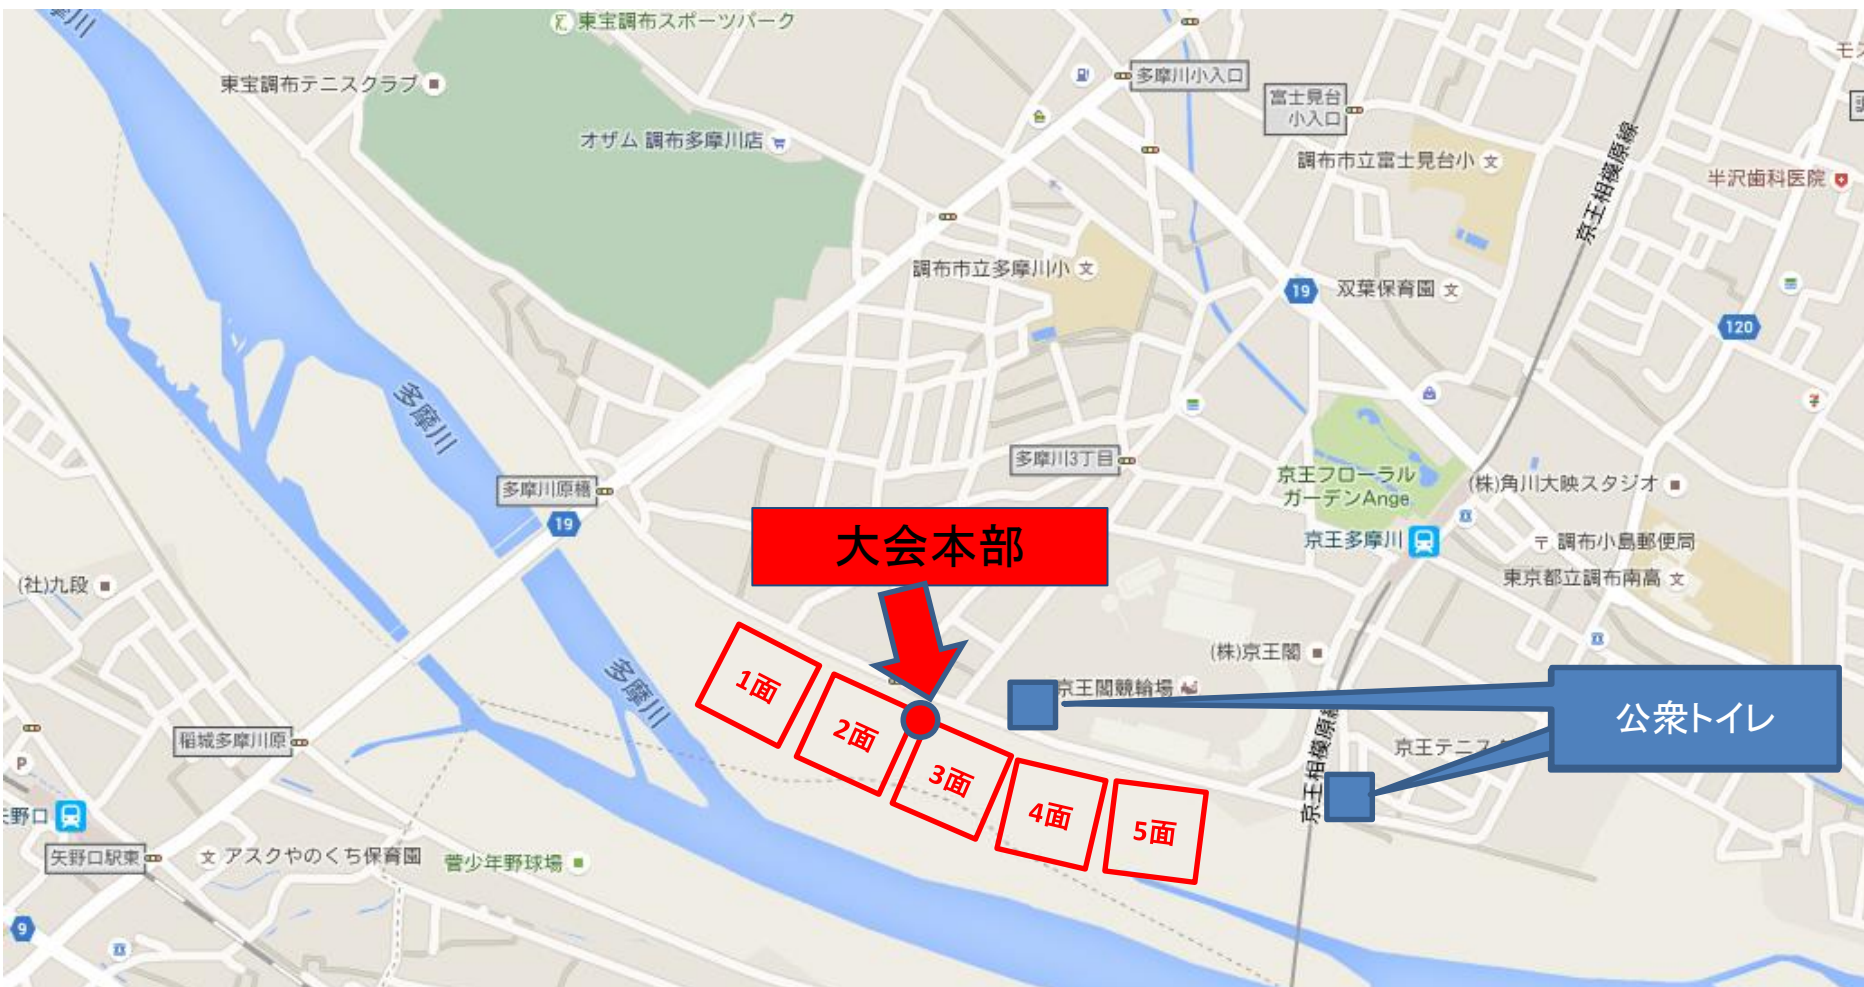 多摩川
東宝調布スポーツパーク
東宝調布テニスクラブ
多摩川小入口
富士見台
小入口
オザム 調布多摩川店
調布市立富士見台小
京王相模原線
半沢歯科医院
調布市立多摩川小
19
双葉保育園
120
多摩川
多摩川3丁目
京王フローラル
ガーデンAnge
(株)角川大映スタジオ
多摩川原橋
19
大会本部
京王多摩川
調布小島郵便局
東京都立調布南高
(社)九段
(株)京王閣
多摩川
1面
2面
3面
4面
5面
京王閣競輪場
公衆トイレ
稲城多摩川原
京王テニス
京王相模原線
P
矢野口
矢野口駅東
アスクやのくち保育園
菅少年野球場
9